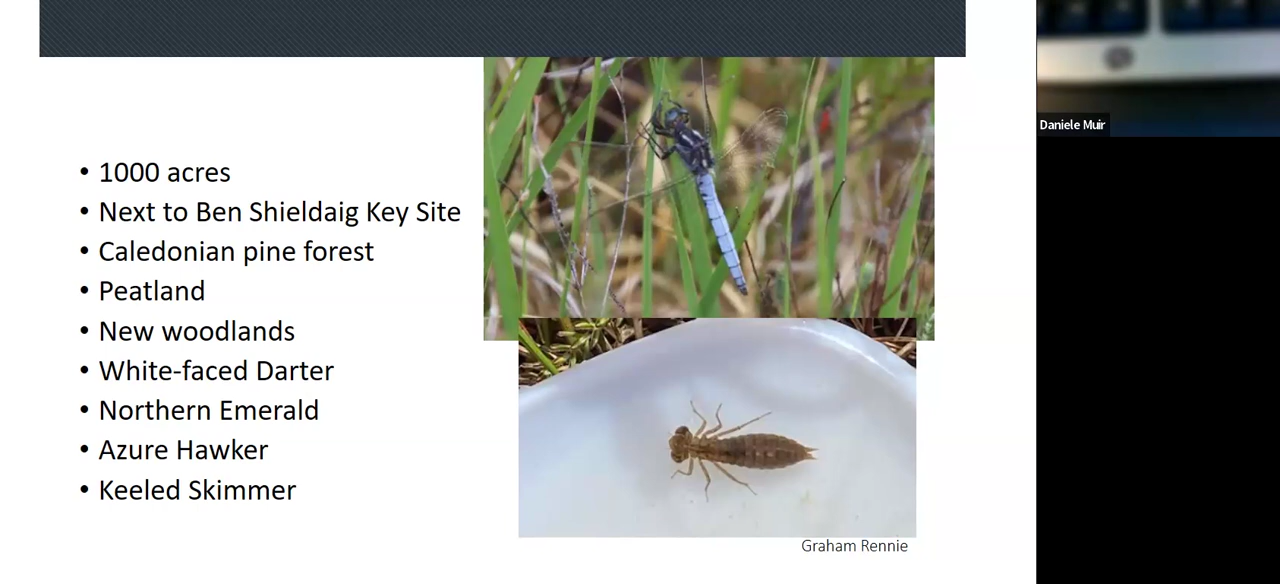 Daniele Muir
• 1000 acres
• Next to Ben Shieldaig Key Site
• Caledonian pine forest
• Peatland
• New woodlands
• White-faced Darter
• Northern Emerald
• Azure Hawker
• Keeled Skimmer
Graham Rennie